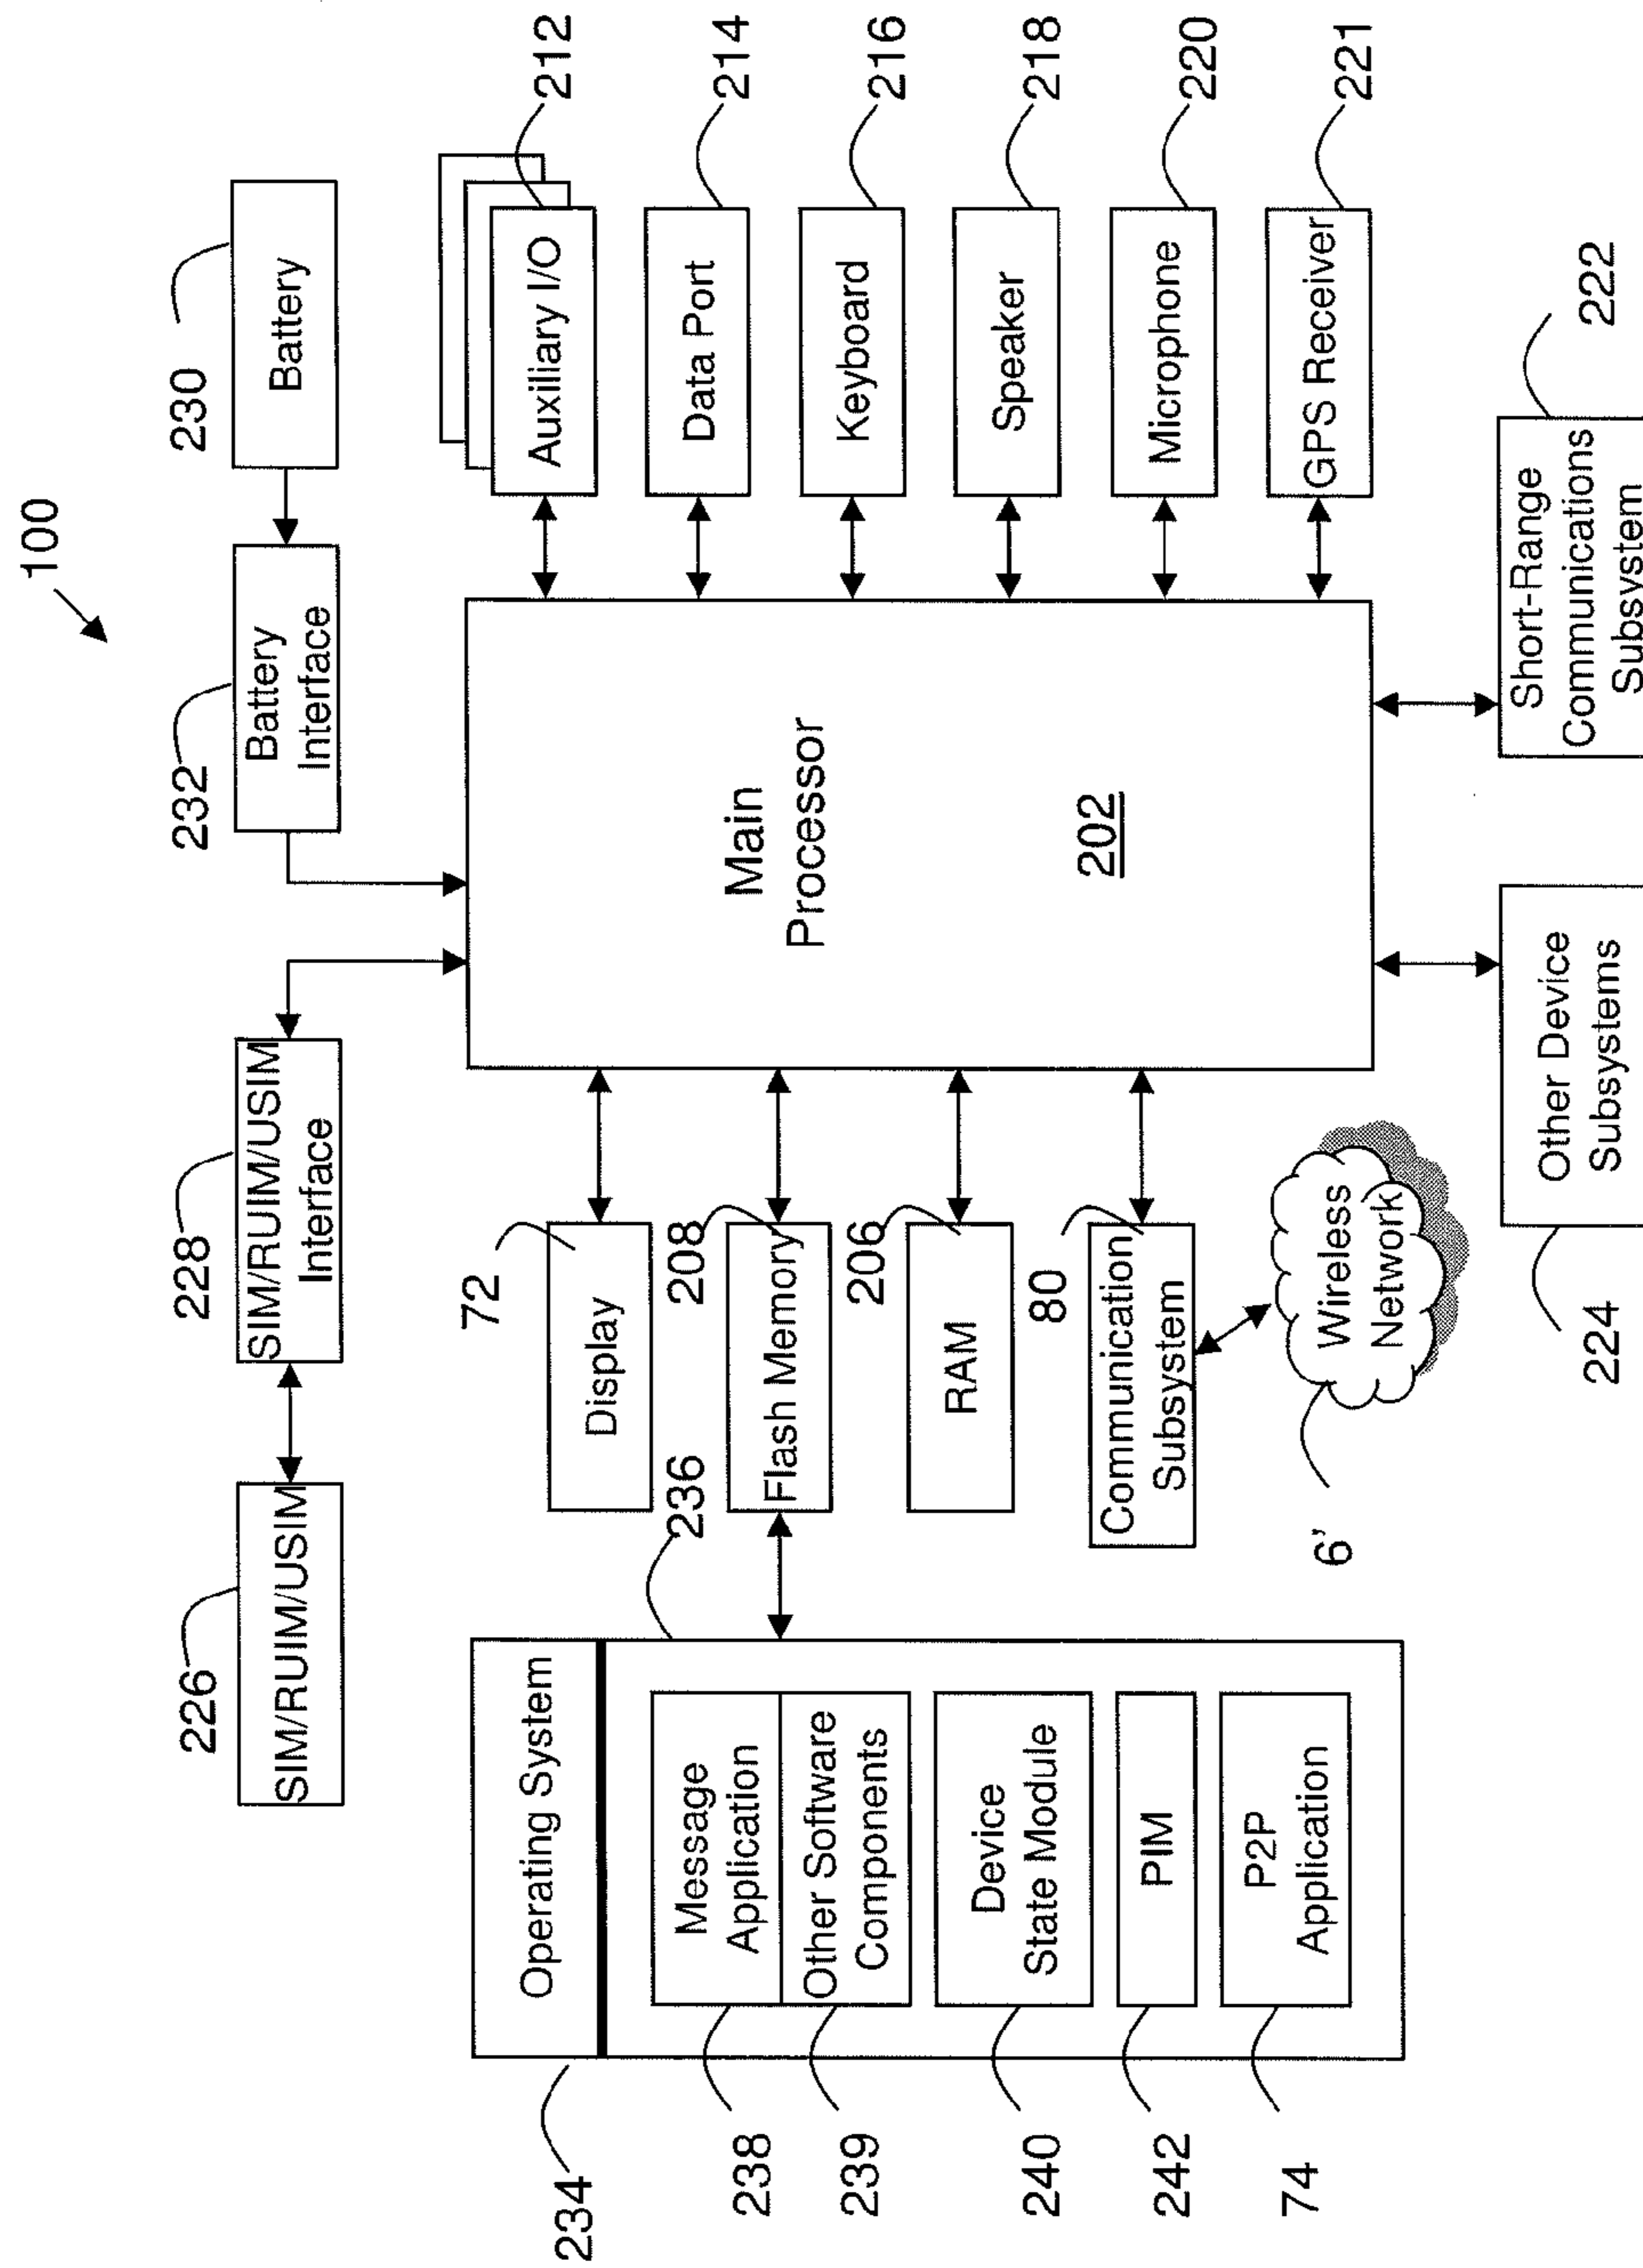 100
226
SIM/RUIM/USIM
228
SIM/RUIM/USIM
Interface
232
Battery
Interface
230
Battery
234
Operating System
236
238
Message
Application
239
Other Software
Components
240
Device
State Module
242
PIM
74
P2P
Application
72
Display
208
Flash Memory
206
RAM
80
Communication
Subsystem
6'
Wireless
Network
Main
Processor
202
Auxiliary I/O
212
Data Port
214
Keyboard
216
Speaker
218
Microphone
220
GPS Receiver
221
224
Other Device
Subsystems
222
Short-Range
Communications
Subsystem